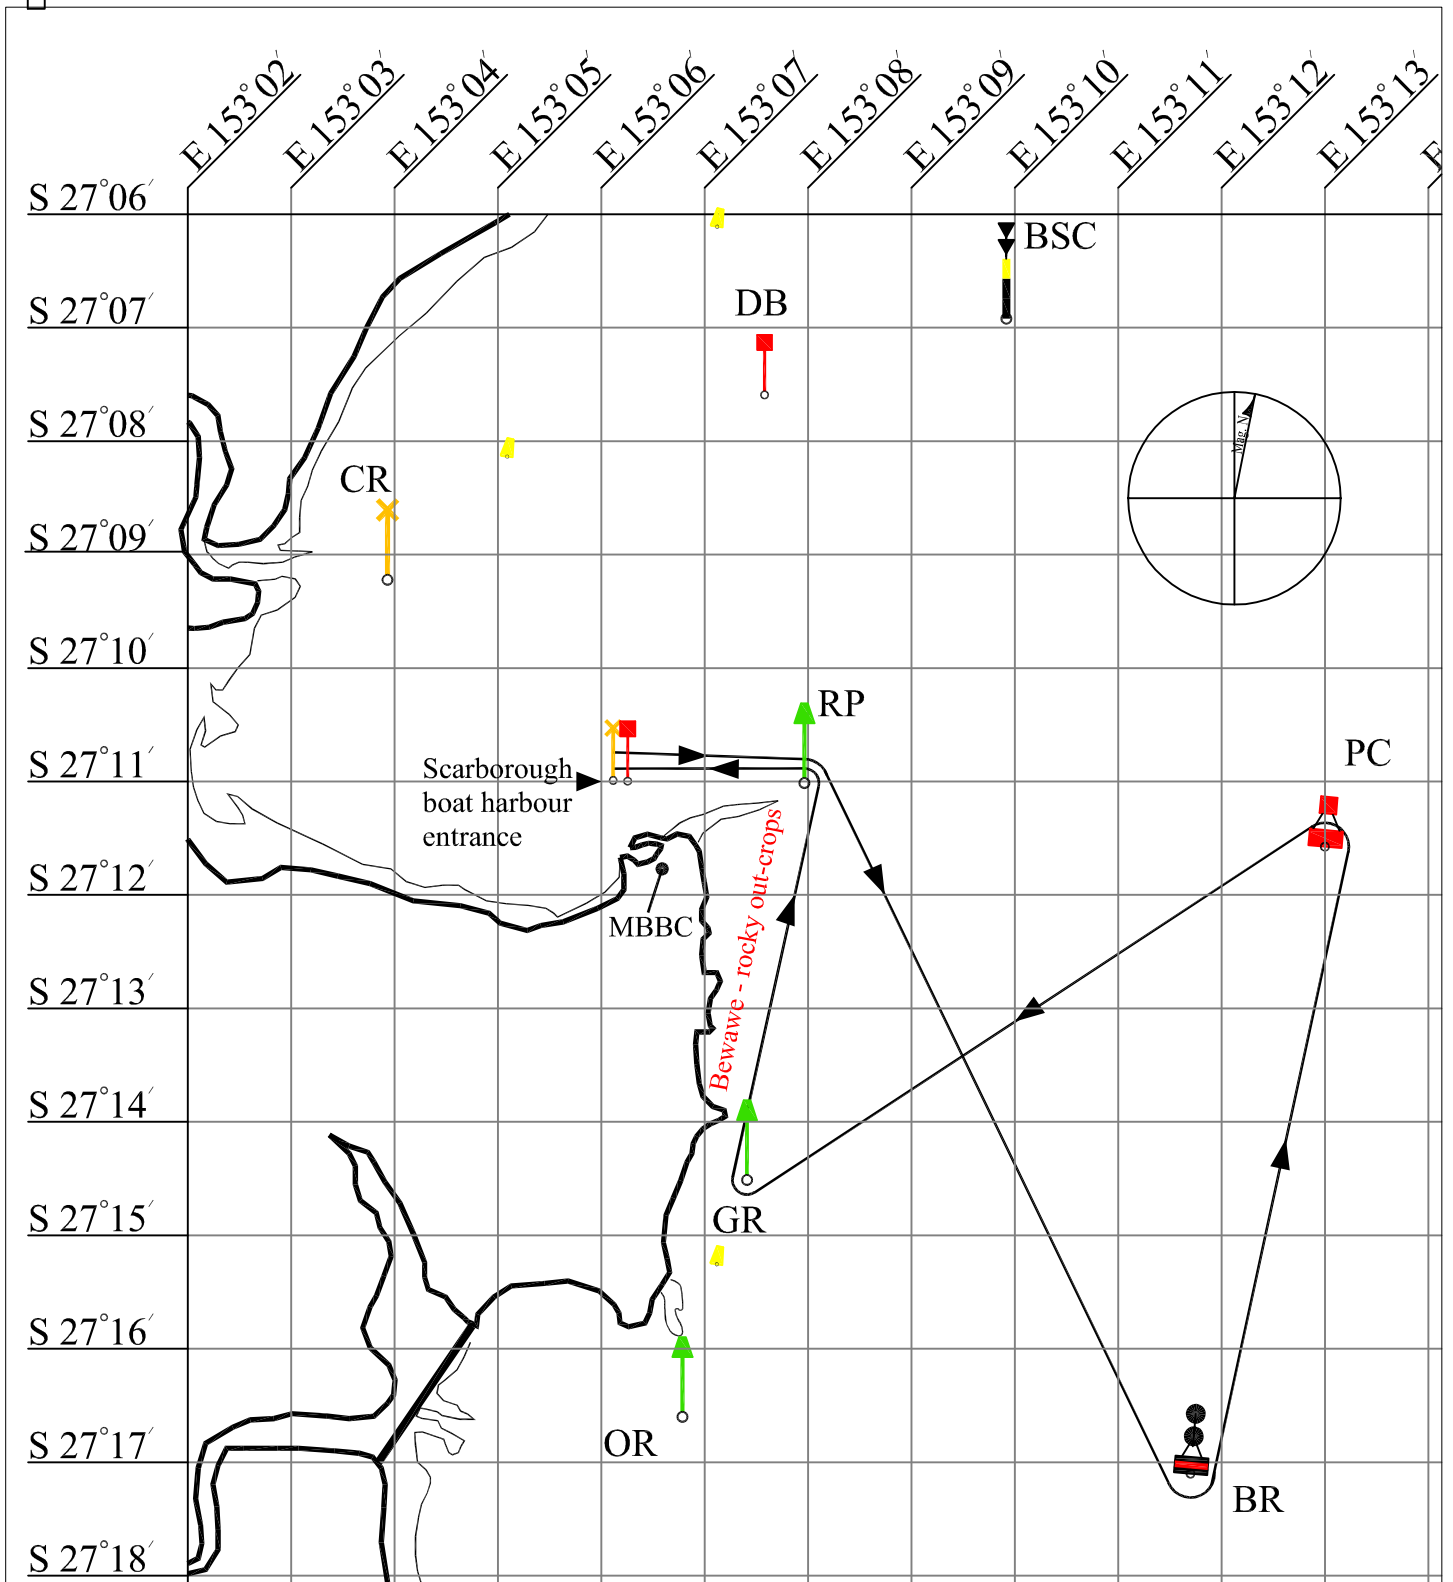 E 153°02′
E 153°03′
E 153°04′
E 153°05′
E 153°06′
E 153°07′
E 153°08′
E 153°09′
E 153°10′
E 153°11′
E 153°12′
E 153°13′
E
S 27°06′
BSC
DB
S 27°07′
S 27°08′
Mag. N
CR
S 27°09′
S 27°10′
RP
PC
S 27°11′
Scarborough
boat harbour
entrance
Bewawe - rocky out-crops
S 27°12′
MBBC
S 27°13′
S 27°14′
S 27°15′
GR
S 27°16′
S 27°17′
OR
BR
S 27°18′